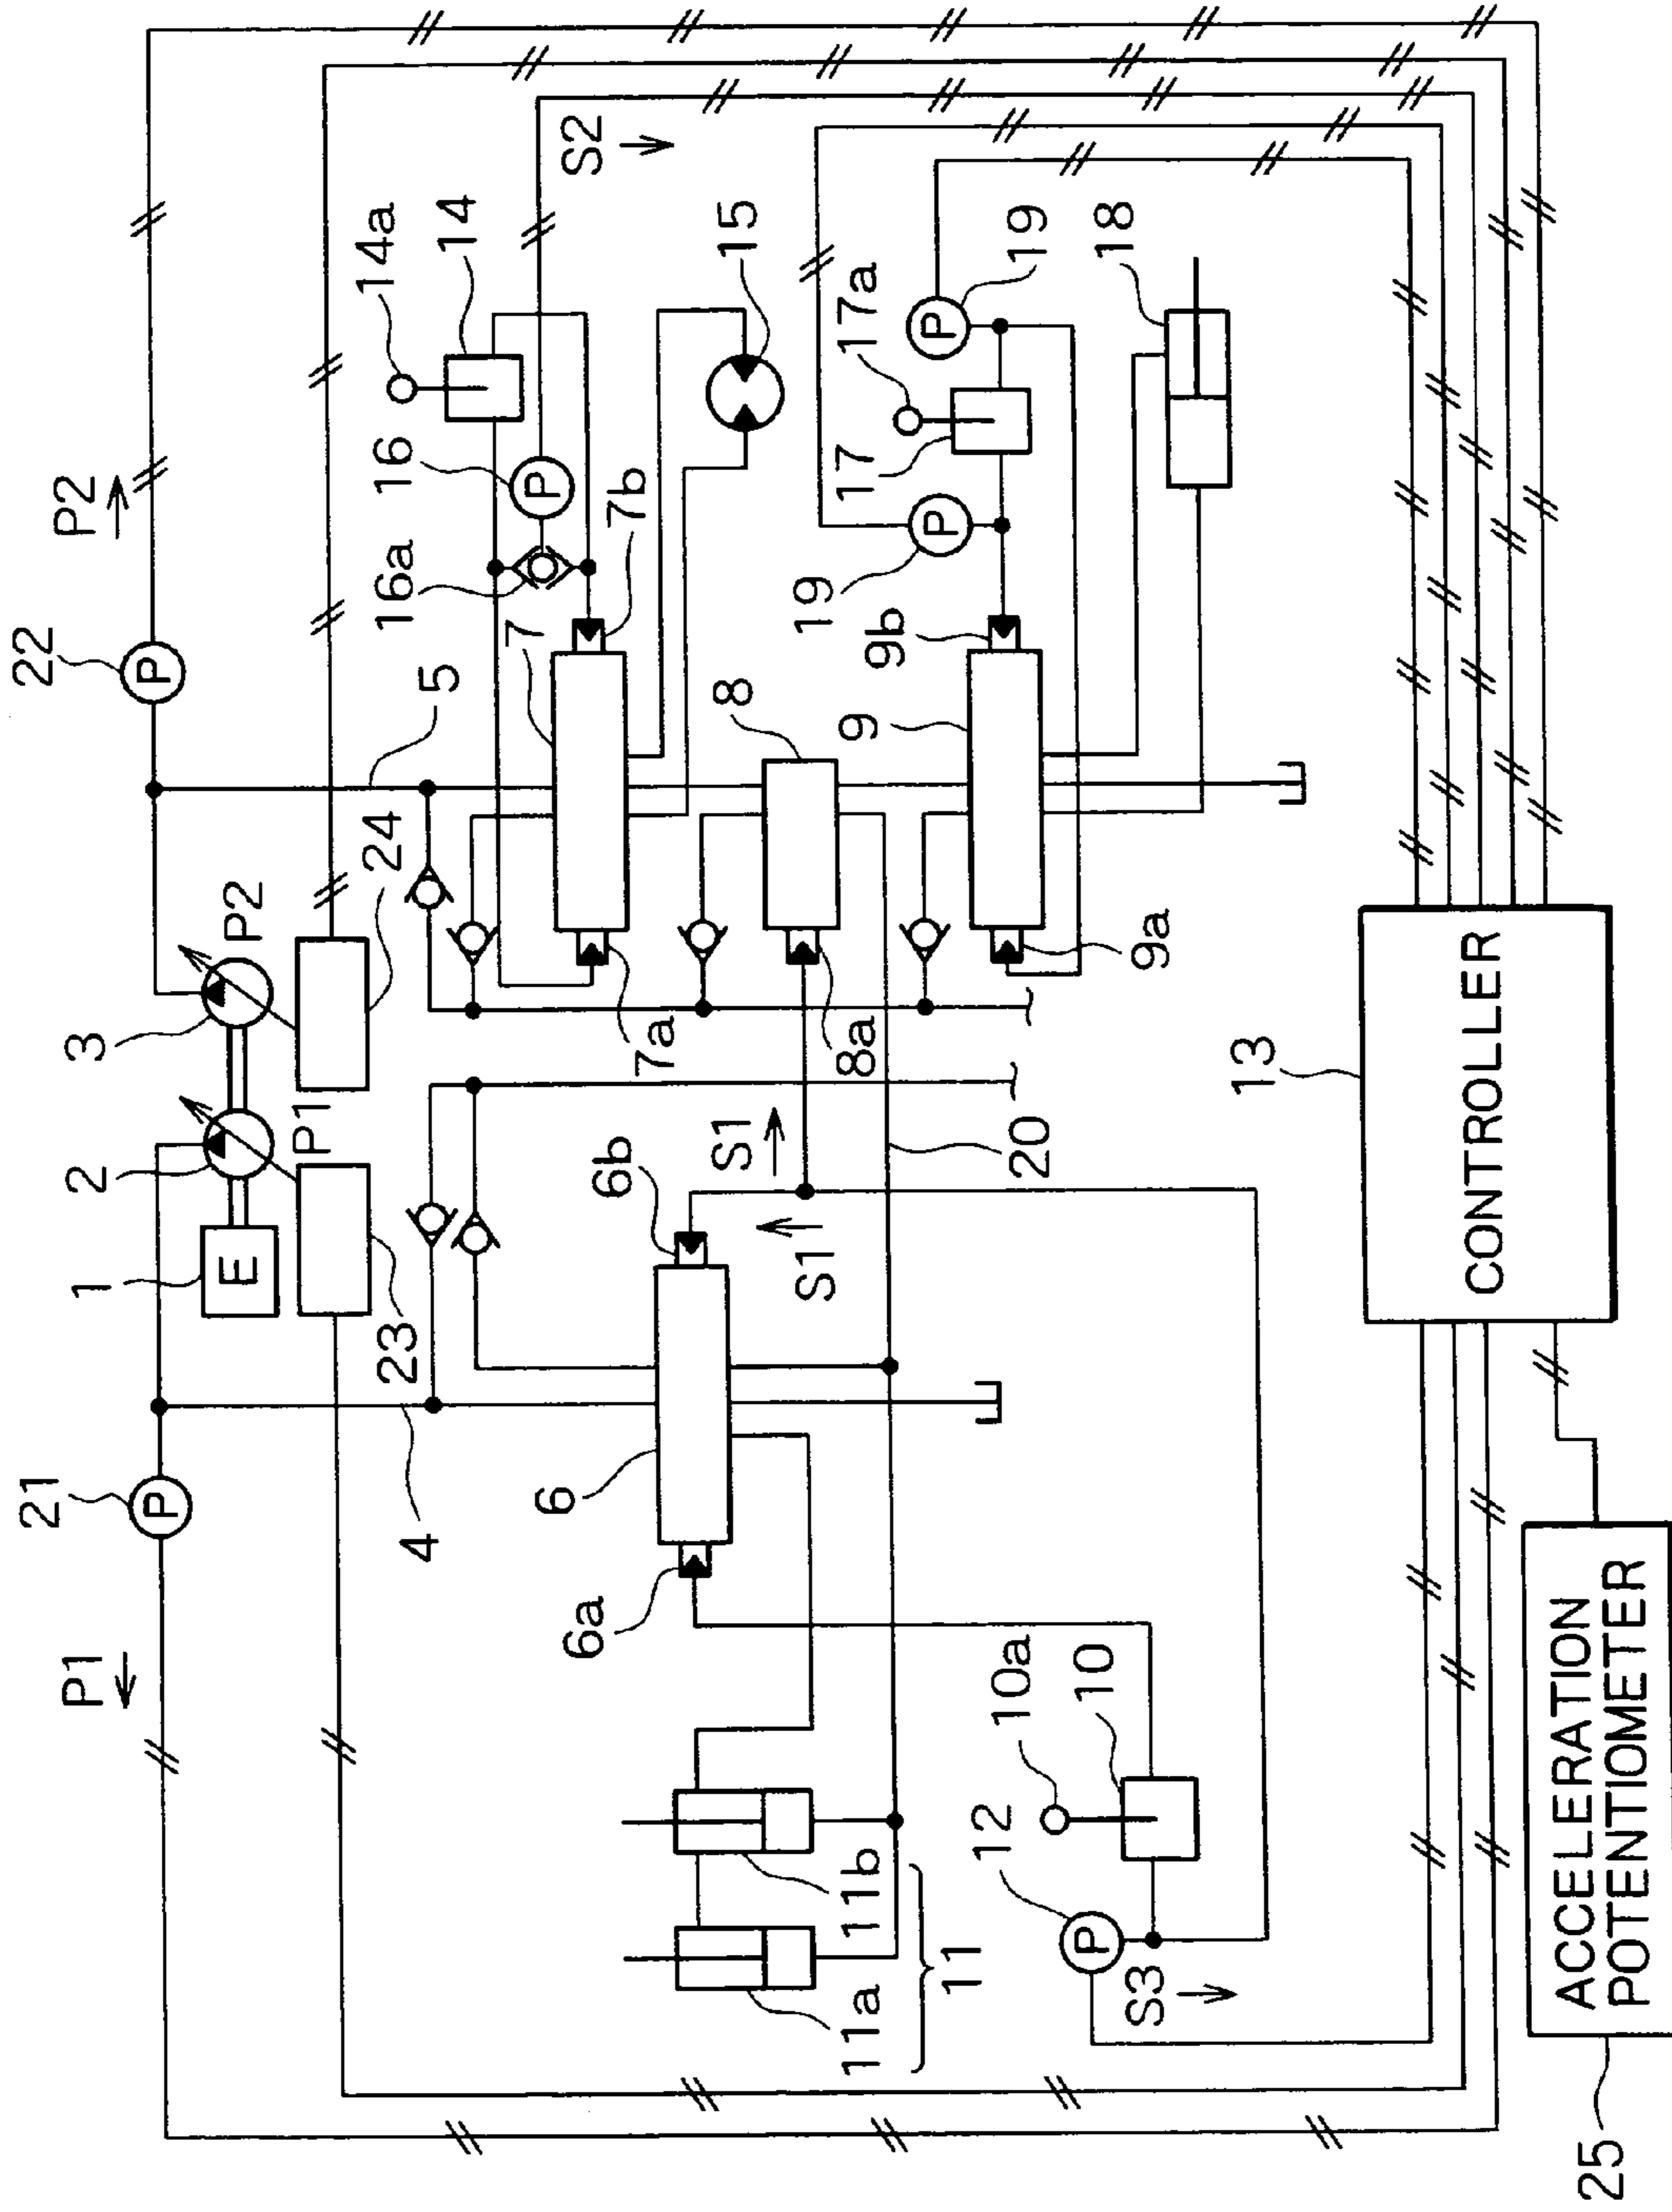 P1
P2
21
22
1
2
3
E
P
P
P1
P2
23
24
4
5
14a
14
S2
16
P
16a
7
7b
7a
15
6
6a
6b
S1
S1
8
8a
20
17a
17
19
P
19
P
18
9
9b
9a
11a
11b
11
12
P
10a
10
S3
13
CONTROLLER
25
ACCELERATION
POTENTIOMETER